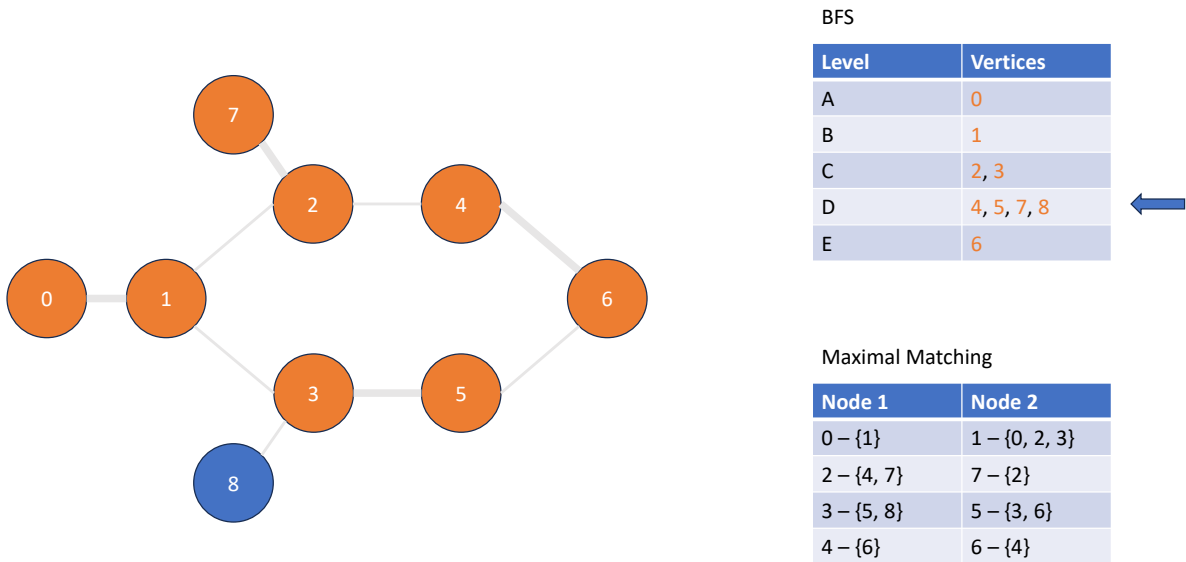 BFS
Level Vertices
A 0
B 1
C 2, 3
D 4, 5, 7, 8
E 6
7
2 4
0 1 6
3 5
8
Maximal Matching
Node 1 Node 2
0 – {1} 1 – {0, 2, 3}
2 – {4, 7} 7 – {2}
3 – {5, 8} 5 – {3, 6}
4 – {6} 6 – {4}